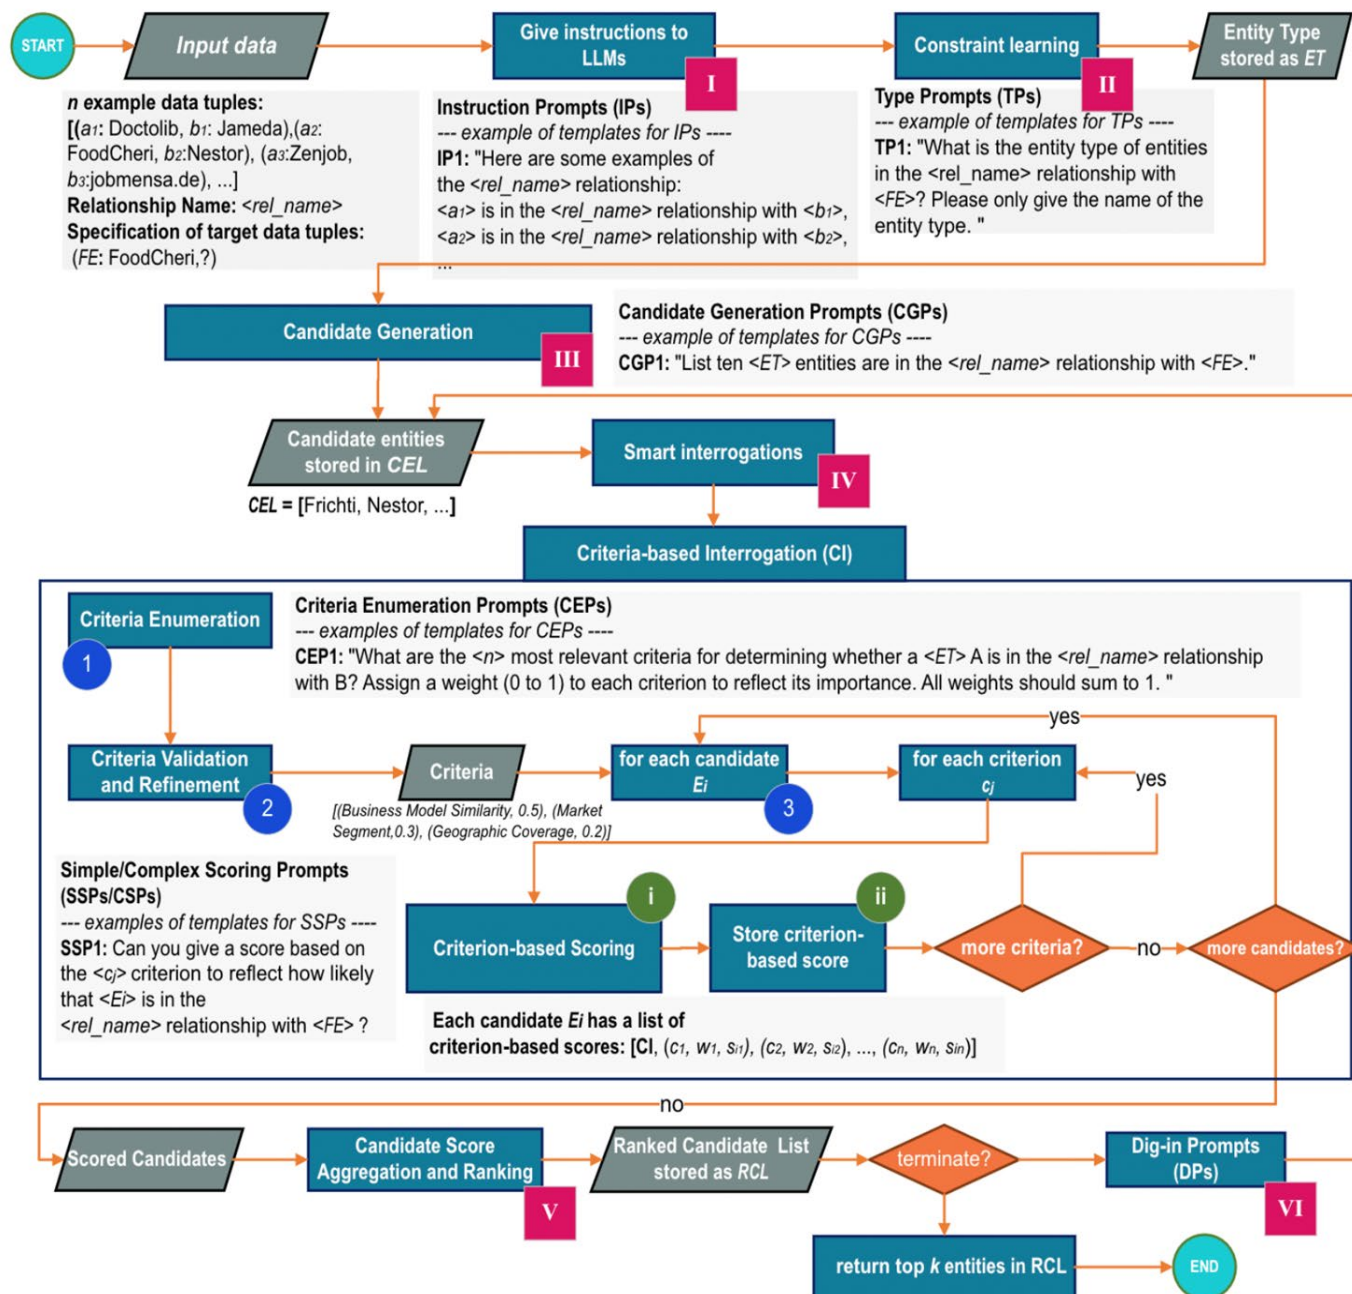 START
Input data
Give instructions to
LLMs
I
Constraint learning
II
Entity Type
stored as ET
n example data tuples:
[(a1: Doctolib, b1: Jameda),(a2:
FoodCheri, b2:Nestor), (a3:Zenjob,
b3:jobmensa.de), ...]
Relationship Name: <rel_name>
Specification of target data tuples:
(FE: FoodCheri,?)
Instruction Prompts (IPs)
--- example of templates for IPs ----
IP1: "Here are some examples of
the <rel_name> relationship:
<a1> is in the <rel_name> relationship with <b1>,
<a2> is in the <rel_name> relationship with <b2>,
...
Type Prompts (TPs)
--- example of templates for TPs ----
TP1: "What is the entity type of entities
in the <rel_name> relationship with
<FE>? Please only give the name of the
entity type. "
Candidate Generation
III
Candidate Generation Prompts (CGPs)
--- example of templates for CGPs ----
CGP1: "List ten <ET> entities are in the <rel_name> relationship with <FE>."
Candidate entities
stored in CEL
CEL = [Frichti, Nestor, ...]
Smart interrogations
IV
Criteria-based Interrogation (CI)
Criteria Enumeration
1
Criteria Enumeration Prompts (CEPs)
--- examples of templates for CEPs ----
CEP1: "What are the <n> most relevant criteria for determining whether a <ET> A is in the <rel_name> relationship
with B? Assign a weight (0 to 1) to each criterion to reflect its importance. All weights should sum to 1. "
yes
Criteria Validation
and Refinement
2
Criteria
[(Business Model Similarity, 0.5), (Market
Segment,0.3), (Geographic Coverage, 0.2)]
for each candidate
Ei
3
for each criterion
cj
yes
Simple/Complex Scoring Prompts
(SSPs/CSPs)
--- examples of templates for SSPs ----
SSP1: Can you give a score based on
the <cj> criterion to reflect how likely
that <Ei> is in the
<rel_name> relationship with <FE> ?
i
Criterion-based Scoring
ii
Store criterion-
based score
more criteria?
no
more candidates?
Each candidate Ei has a list of
criterion-based scores: [CI, (c1, w1, si1), (c2, w2, si2), ..., (cn, wn, sin)]
no
Scored Candidates
Candidate Score
Aggregation and Ranking
V
Ranked Candidate List
stored as RCL
terminate?
Dig-in Prompts
(DPs)
VI
return top k entities in RCL
END